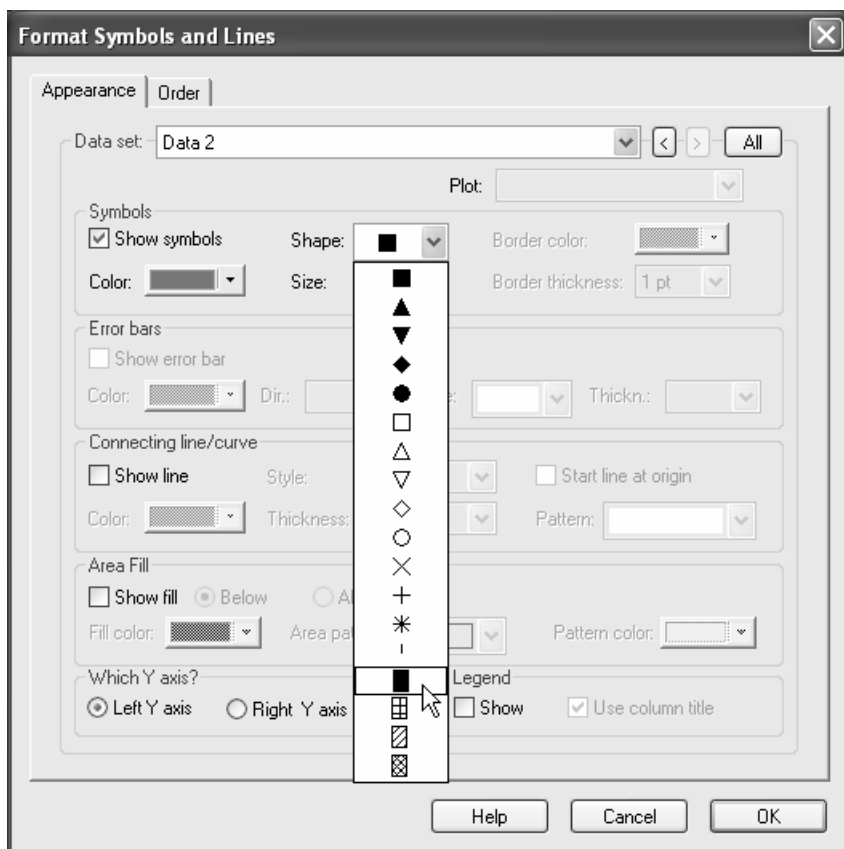 Format Symbols and Lines
Appearance
Order
Data set:
Data 2
<
>
All
Plot:
Symbols
Show symbols
Shape:
Border color:
Color:
Size:
Border thickness:
1 pt
Error bars
Show error bar
Color:
Dir.:
Thickn.:
Connecting line/curve
Show line
Style:
Start line at origin
Color:
Thickness:
Pattern:
Area Fill
Show fill
Below
Fill color:
Pattern color:
Which Y axis?
Legend
Left Y axis
Right Y axis
Show
Use column title
Help
Cancel
OK